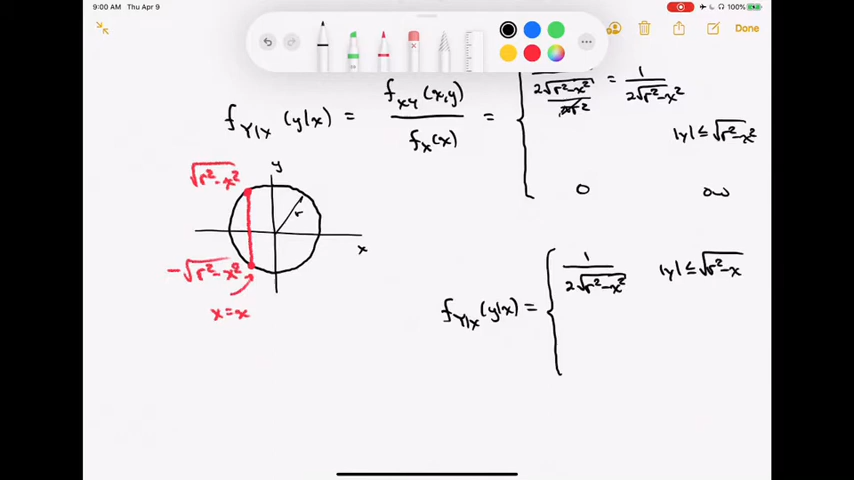 9:00 AM Thu Apr 9 100%
Done
f_{Y|X} (y|x) = f_{XY}(x,y) / f_X(x) = { 2√(r²-x²) / πr² = 1 / 2√(r²-x²)
|y| ≤ √(r²-x²)
0 ow
y
√(r²-x²)
r
x
-√(r²-x²)
x=x
f_{Y|X}(y|x) = { 1 / 2√(r²-x²) |y| ≤ √(r²-x